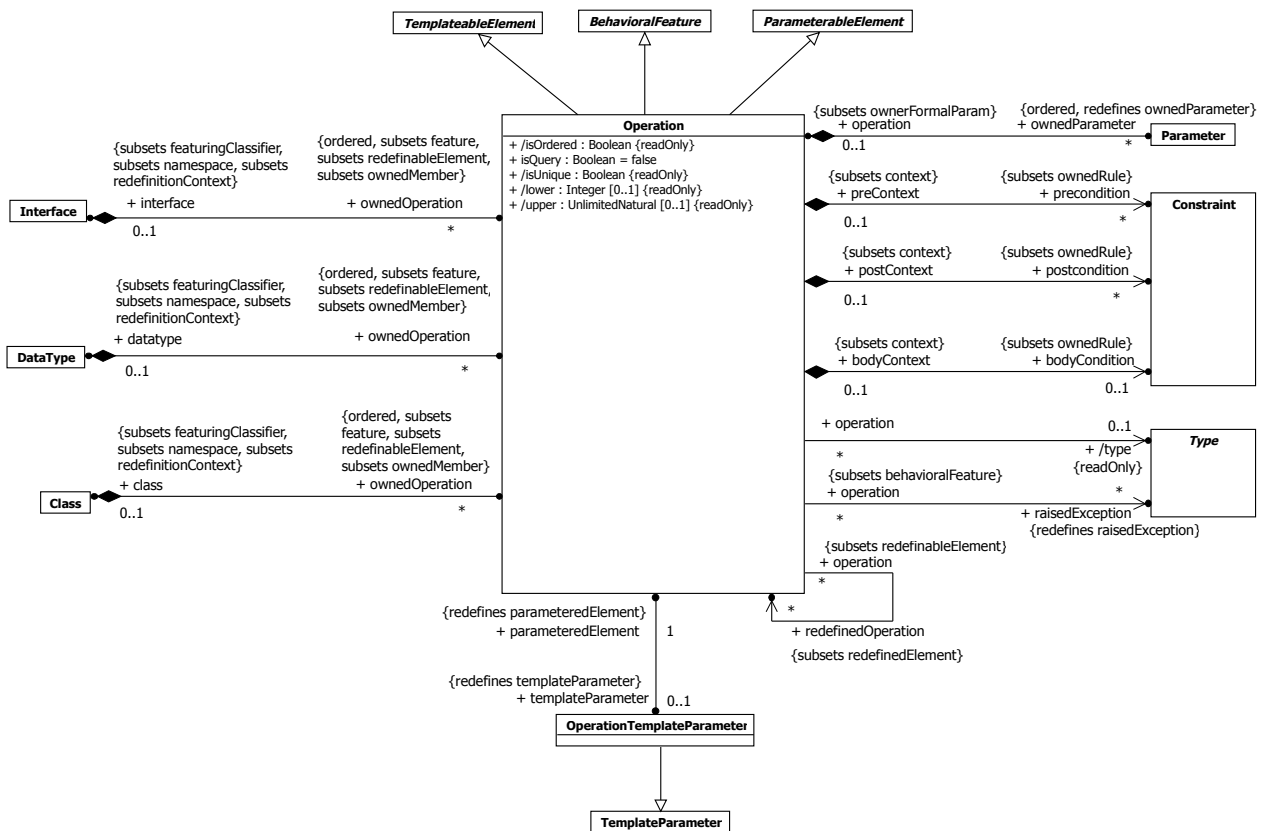 TemplateableElement
BehavioralFeature
ParameterableElement
Operation
+ /isOrdered : Boolean {readOnly}
+ isQuery : Boolean = false
+ /isUnique : Boolean {readOnly}
+ /lower : Integer [0..1] {readOnly}
+ /upper : UnlimitedNatural [0..1] {readOnly}
{subsets featuringClassifier,
subsets namespace, subsets
redefinitionContext}
+ interface
0..1
{ordered, subsets feature,
subsets redefinableElement,
subsets ownedMember}
+ ownedOperation
*
Interface
{subsets featuringClassifier,
subsets namespace, subsets
redefinitionContext}
+ datatype
0..1
{ordered, subsets feature,
subsets redefinableElement,
subsets ownedMember}
+ ownedOperation
*
DataType
{subsets featuringClassifier,
subsets namespace, subsets
redefinitionContext}
+ class
0..1
{ordered, subsets
feature, subsets
redefinableElement,
subsets ownedMember}
+ ownedOperation
*
Class
{subsets ownerFormalParam}
+ operation
0..1
{ordered, redefines ownedParameter}
+ ownedParameter
*
Parameter
{subsets context}
+ preContext
0..1
{subsets ownedRule}
+ precondition
*
Constraint
{subsets context}
+ postContext
0..1
{subsets ownedRule}
+ postcondition
*
{subsets context}
+ bodyContext
0..1
{subsets ownedRule}
+ bodyCondition
0..1
+ operation
*
0..1
+ /type
{readOnly}
Type
{subsets behavioralFeature}
+ operation
*
*
+ raisedException
{redefines raisedException}
{subsets redefinableElement}
+ operation
*
*
+ redefinedOperation
{subsets redefinedElement}
{redefines parameteredElement}
+ parameteredElement
1
{redefines templateParameter}
+ templateParameter
0..1
OperationTemplateParameter
TemplateParameter